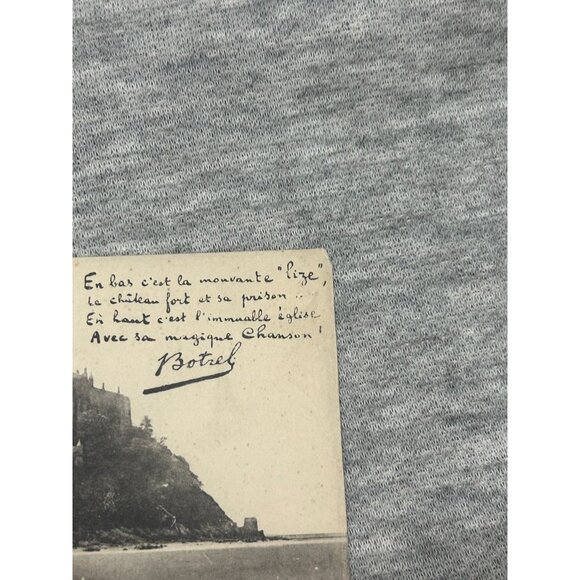 En bas c'est la mouvante "lize",
Le château fort et sa prison..
En haut c'est l'immuable église
Avec sa magique Chanson!
Botrel